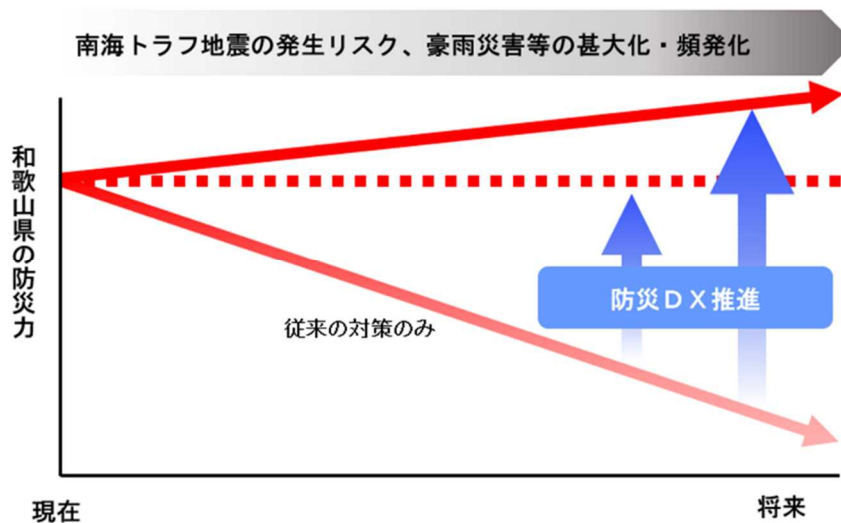 南海トラフ地震の発生リスク、豪雨災害等の甚大化・頻発化
和歌山県の防災力
従来の対策のみ
防災ＤＸ推進
現在
将来